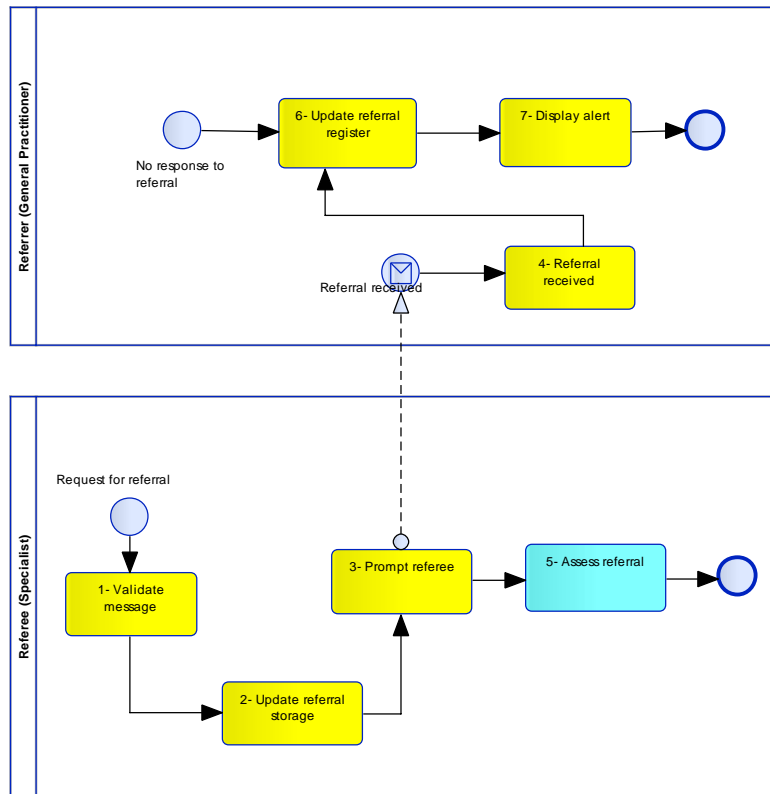 Referrer (General Practitioner)
6- Update referral
register
7- Display alert
No response to
referral
4- Referral
received
Referral received
Referee (Specialist)
Request for referral
3- Prompt referee
5- Assess referral
1- Validate
message
2- Update referral
storage